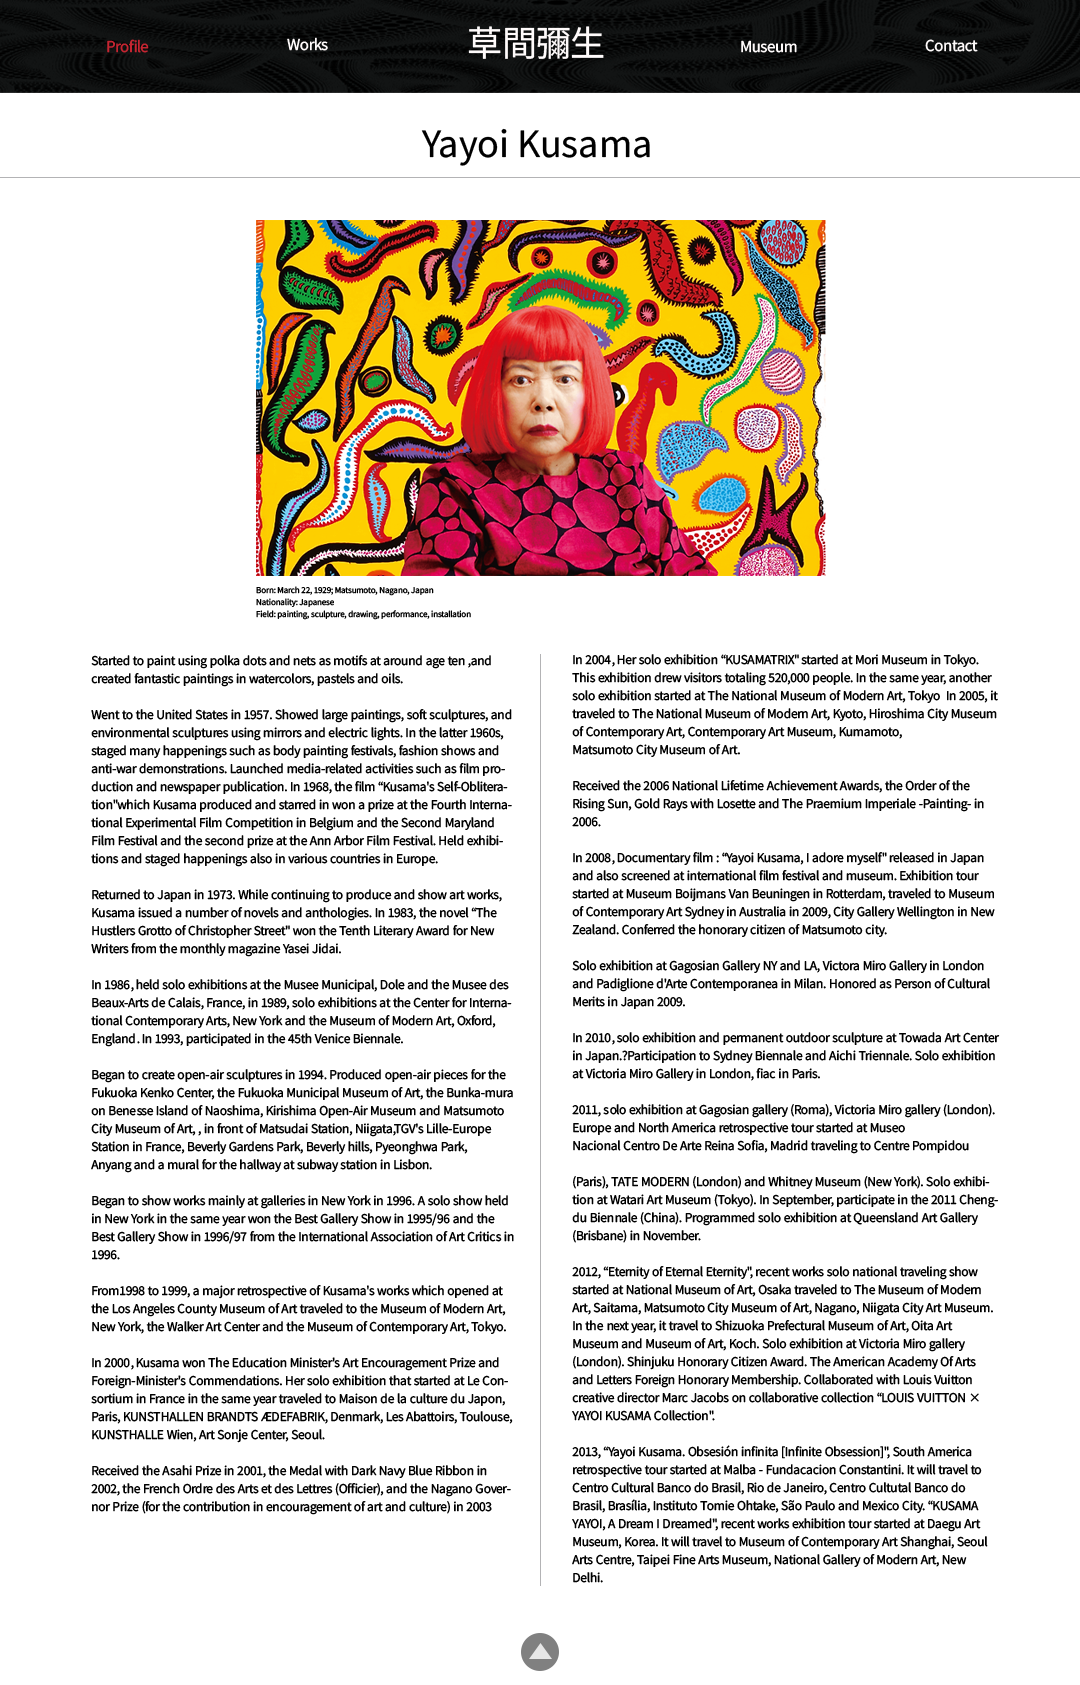 Profile
Works
草間彌生
Museum
Contact
Yayoi Kusama
Born: March 22, 1929; Matsumoto, Nagano, Japan
Nationality: Japanese
Field: painting, sculpture, drawing, performance, installation
Started to paint using polka dots and nets as motifs at around age ten ,and
created fantastic paintings in watercolors, pastels and oils.
Went to the United States in 1957. Showed large paintings, soft sculptures, and
environmental sculptures using mirrors and electric lights. In the latter 1960s,
staged many happenings such as body painting festivals, fashion shows and
anti-war demonstrations. Launched media-related activities such as film pro-
duction and newspaper publication. In 1968, the film “Kusama's Self-Oblitera-
tion"which Kusama produced and starred in won a prize at the Fourth Interna-
tional Experimental Film Competition in Belgium and the Second Maryland
Film Festival and the second prize at the Ann Arbor Film Festival. Held exhibi-
tions and staged happenings also in various countries in Europe.
Returned to Japan in 1973. While continuing to produce and show art works,
Kusama issued a number of novels and anthologies. In 1983, the novel “The
Hustlers Grotto of Christopher Street" won the Tenth Literary Award for New
Writers from the monthly magazine Yasei Jidai.
In 1986, held solo exhibitions at the Musee Municipal, Dole and the Musee des
Beaux-Arts de Calais, France, in 1989, solo exhibitions at the Center for Interna-
tional Contemporary Arts, New York and the Museum of Modern Art, Oxford,
England. In 1993, participated in the 45th Venice Biennale.
Began to create open-air sculptures in 1994. Produced open-air pieces for the
Fukuoka Kenko Center, the Fukuoka Municipal Museum of Art, the Bunka-mura
on Benesse Island of Naoshima, Kirishima Open-Air Museum and Matsumoto
City Museum of Art, , in front of Matsudai Station, Niigata,TGV's Lille-Europe
Station in France, Beverly Gardens Park, Beverly hills, Pyeonghwa Park,
Anyang and a mural for the hallway at subway station in Lisbon.
Began to show works mainly at galleries in New York in 1996. A solo show held
in New York in the same year won the Best Gallery Show in 1995/96 and the
Best Gallery Show in 1996/97 from the International Association of Art Critics in
1996.
From1998 to 1999, a major retrospective of Kusama's works which opened at
the Los Angeles County Museum of Art traveled to the Museum of Modern Art,
New York, the Walker Art Center and the Museum of Contemporary Art, Tokyo.
In 2000, Kusama won The Education Minister's Art Encouragement Prize and
Foreign-Minister's Commendations. Her solo exhibition that started at Le Con-
sortium in France in the same year traveled to Maison de la culture du Japon,
Paris, KUNSTHALLEN BRANDTS ÆDEFABRIK, Denmark, Les Abattoirs, Toulouse,
KUNSTHALLE Wien, Art Sonje Center, Seoul.
Received the Asahi Prize in 2001, the Medal with Dark Navy Blue Ribbon in
2002, the French Ordre des Arts et des Lettres (Officier), and the Nagano Gover-
nor Prize (for the contribution in encouragement of art and culture) in 2003
In 2004, Her solo exhibition “KUSAMATRIX" started at Mori Museum in Tokyo.
This exhibition drew visitors totaling 520,000 people. In the same year, another
solo exhibition started at The National Museum of Modern Art, Tokyo  In 2005, it
traveled to The National Museum of Modern Art, Kyoto, Hiroshima City Museum
of Contemporary Art, Contemporary Art Museum, Kumamoto,
Matsumoto City Museum of Art.
Received the 2006 National Lifetime Achievement Awards, the Order of the
Rising Sun, Gold Rays with Losette and The Praemium Imperiale -Painting- in
2006.
In 2008, Documentary film : “Yayoi Kusama, I adore myself" released in Japan
and also screened at international film festival and museum. Exhibition tour
started at Museum Boijmans Van Beuningen in Rotterdam, traveled to Museum
of Contemporary Art Sydney in Australia in 2009, City Gallery Wellington in New
Zealand. Conferred the honorary citizen of Matsumoto city.
Solo exhibition at Gagosian Gallery NY and LA, Victora Miro Gallery in London
and Padiglione d'Arte Contemporanea in Milan. Honored as Person of Cultural
Merits in Japan 2009.
In 2010, solo exhibition and permanent outdoor sculpture at Towada Art Center
in Japan.?Participation to Sydney Biennale and Aichi Triennale. Solo exhibition
at Victoria Miro Gallery in London, fiac in Paris.
2011, solo exhibition at Gagosian gallery (Roma), Victoria Miro gallery (London).
Europe and North America retrospective tour started at Museo
Nacional Centro De Arte Reina Sofia, Madrid traveling to Centre Pompidou
(Paris), TATE MODERN (London) and Whitney Museum (New York). Solo exhibi-
tion at Watari Art Museum (Tokyo). In September, participate in the 2011 Cheng-
du Biennale (China). Programmed solo exhibition at Queensland Art Gallery
(Brisbane) in November.
2012, “Eternity of Eternal Eternity", recent works solo national traveling show
started at National Museum of Art, Osaka traveled to The Museum of Modern
Art, Saitama, Matsumoto City Museum of Art, Nagano, Niigata City Art Museum.
In the next year, it travel to Shizuoka Prefectural Museum of Art, Oita Art
Museum and Museum of Art, Koch. Solo exhibition at Victoria Miro gallery
(London). Shinjuku Honorary Citizen Award. The American Academy Of Arts
and Letters Foreign Honorary Membership. Collaborated with Louis Vuitton
creative director Marc Jacobs on collaborative collection “LOUIS VUITTON ×
YAYOI KUSAMA Collection".
2013, “Yayoi Kusama. Obsesión infinita [Infinite Obsession]", South America
retrospective tour started at Malba - Fundacacion Constantini. It will travel to
Centro Cultural Banco do Brasil, Rio de Janeiro, Centro Cultutal Banco do
Brasil, Brasília, Instituto Tomie Ohtake, São Paulo and Mexico City. “KUSAMA
YAYOI, A Dream I Dreamed", recent works exhibition tour started at Daegu Art
Museum, Korea. It will travel to Museum of Contemporary Art Shanghai, Seoul
Arts Centre, Taipei Fine Arts Museum, National Gallery of Modern Art, New
Delhi.